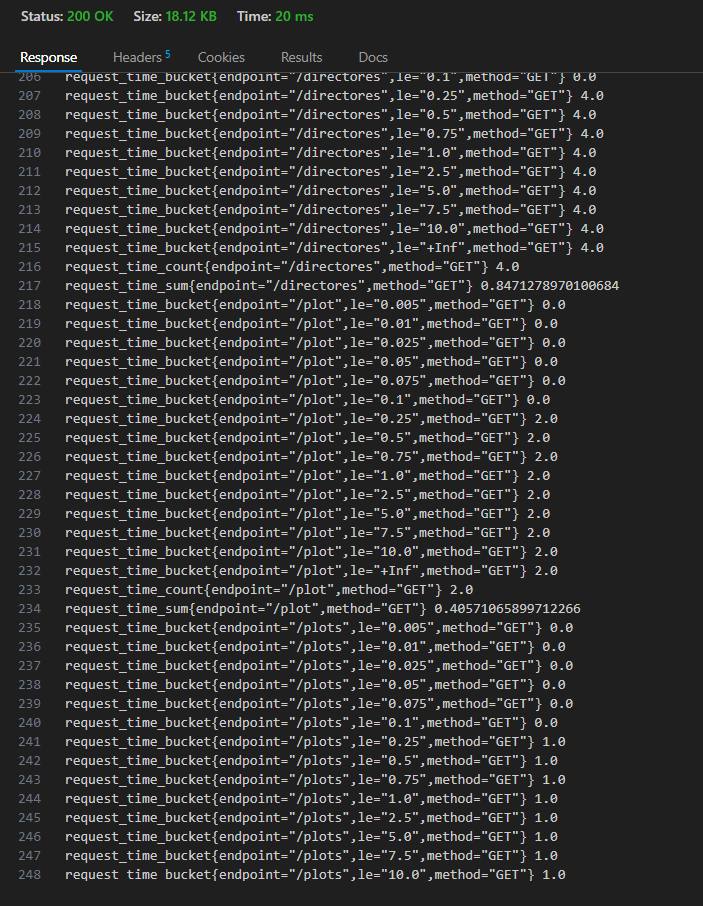 Status: 200 OK Size: 18.12 KB Time: 20 ms
Response Headers 5 Cookies Results Docs
206 request_time_bucket{endpoint="/directores",le="0.1",method="GET"} 0.0
207 request_time_bucket{endpoint="/directores",le="0.25",method="GET"} 4.0
208 request_time_bucket{endpoint="/directores",le="0.5",method="GET"} 4.0
209 request_time_bucket{endpoint="/directores",le="0.75",method="GET"} 4.0
210 request_time_bucket{endpoint="/directores",le="1.0",method="GET"} 4.0
211 request_time_bucket{endpoint="/directores",le="2.5",method="GET"} 4.0
212 request_time_bucket{endpoint="/directores",le="5.0",method="GET"} 4.0
213 request_time_bucket{endpoint="/directores",le="7.5",method="GET"} 4.0
214 request_time_bucket{endpoint="/directores",le="10.0",method="GET"} 4.0
215 request_time_bucket{endpoint="/directores",le="+Inf",method="GET"} 4.0
216 request_time_count{endpoint="/directores",method="GET"} 4.0
217 request_time_sum{endpoint="/directores",method="GET"} 0.8471278970100684
218 request_time_bucket{endpoint="/plot",le="0.005",method="GET"} 0.0
219 request_time_bucket{endpoint="/plot",le="0.01",method="GET"} 0.0
220 request_time_bucket{endpoint="/plot",le="0.025",method="GET"} 0.0
221 request_time_bucket{endpoint="/plot",le="0.05",method="GET"} 0.0
222 request_time_bucket{endpoint="/plot",le="0.075",method="GET"} 0.0
223 request_time_bucket{endpoint="/plot",le="0.1",method="GET"} 0.0
224 request_time_bucket{endpoint="/plot",le="0.25",method="GET"} 2.0
225 request_time_bucket{endpoint="/plot",le="0.5",method="GET"} 2.0
226 request_time_bucket{endpoint="/plot",le="0.75",method="GET"} 2.0
227 request_time_bucket{endpoint="/plot",le="1.0",method="GET"} 2.0
228 request_time_bucket{endpoint="/plot",le="2.5",method="GET"} 2.0
229 request_time_bucket{endpoint="/plot",le="5.0",method="GET"} 2.0
230 request_time_bucket{endpoint="/plot",le="7.5",method="GET"} 2.0
231 request_time_bucket{endpoint="/plot",le="10.0",method="GET"} 2.0
232 request_time_bucket{endpoint="/plot",le="+Inf",method="GET"} 2.0
233 request_time_count{endpoint="/plot",method="GET"} 2.0
234 request_time_sum{endpoint="/plot",method="GET"} 0.40571065899712266
235 request_time_bucket{endpoint="/plots",le="0.005",method="GET"} 0.0
236 request_time_bucket{endpoint="/plots",le="0.01",method="GET"} 0.0
237 request_time_bucket{endpoint="/plots",le="0.025",method="GET"} 0.0
238 request_time_bucket{endpoint="/plots",le="0.05",method="GET"} 0.0
239 request_time_bucket{endpoint="/plots",le="0.075",method="GET"} 0.0
240 request_time_bucket{endpoint="/plots",le="0.1",method="GET"} 0.0
241 request_time_bucket{endpoint="/plots",le="0.25",method="GET"} 1.0
242 request_time_bucket{endpoint="/plots",le="0.5",method="GET"} 1.0
243 request_time_bucket{endpoint="/plots",le="0.75",method="GET"} 1.0
244 request_time_bucket{endpoint="/plots",le="1.0",method="GET"} 1.0
245 request_time_bucket{endpoint="/plots",le="2.5",method="GET"} 1.0
246 request_time_bucket{endpoint="/plots",le="5.0",method="GET"} 1.0
247 request_time_bucket{endpoint="/plots",le="7.5",method="GET"} 1.0
248 request_time_bucket{endpoint="/plots",le="10.0",method="GET"} 1.0